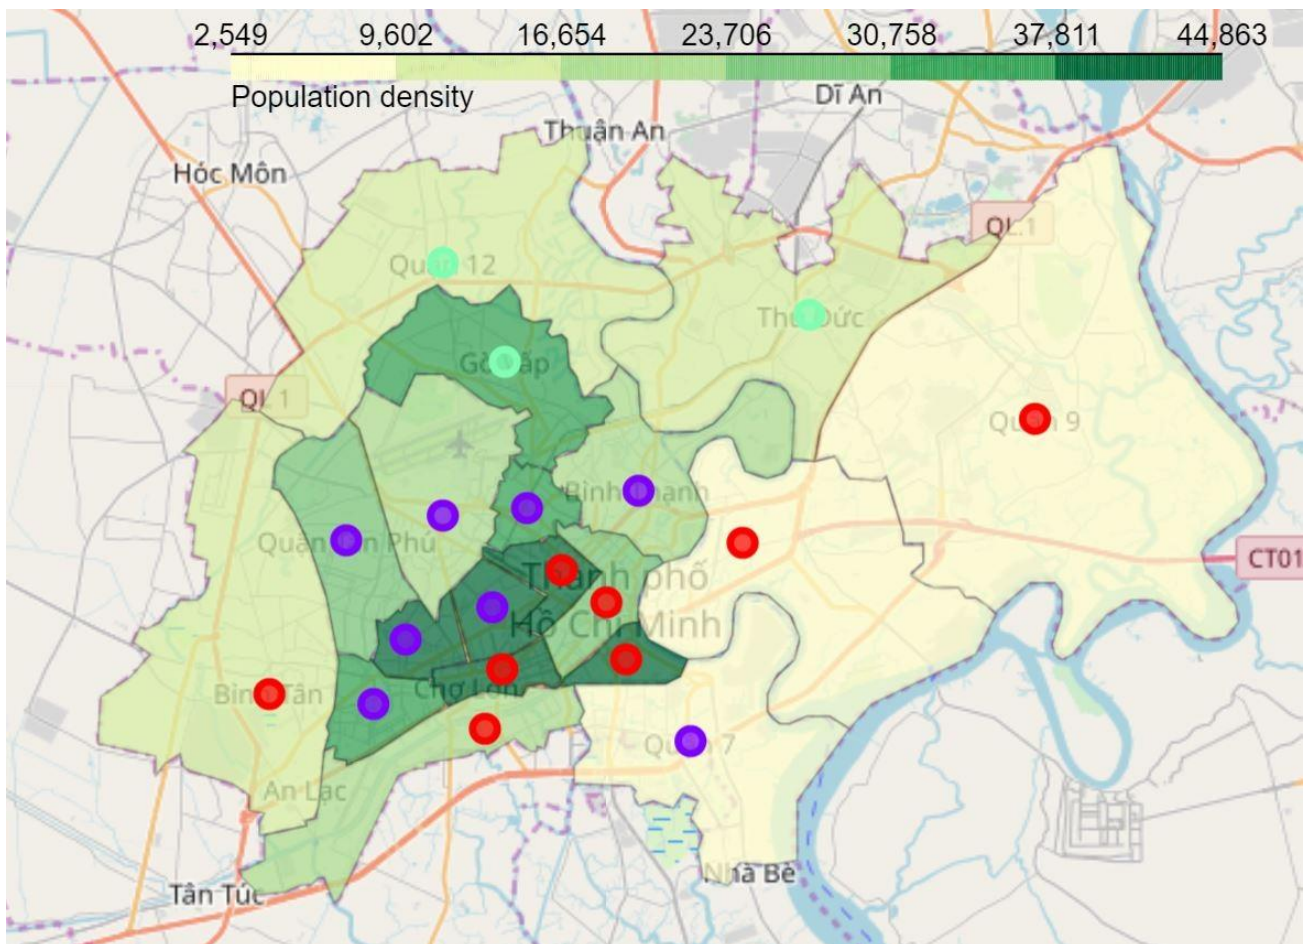 2,549 9,602 16,654 23,706 30,758 37,811 44,863
Population density
Dĩ An
Thuận An
Hóc Môn
QL 1
Quận 12
Thủ Đức
Gò Vấp
QL 1
Quận 9
Bình Thạnh
Quận Tân Phú
CT01
Thành phố
Hồ Chí Minh
Chợ Lớn
Bình Tân
Quận 7
An Lạc
Nhà Bè
Tân Túc